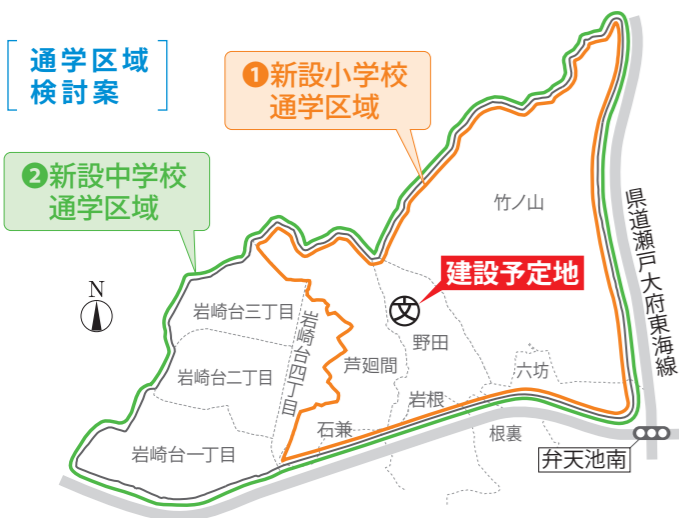 通学区域
検討案
❶新設小学校
通学区域
❷新設中学校
通学区域
竹ノ山
県道瀬戸大府東海線
建設予定地
N
文
岩崎台三丁目
岩崎台四丁目
野田
芦廻間
六坊
岩崎台二丁目
岩根
石兼
根裏
岩崎台一丁目
弁天池南